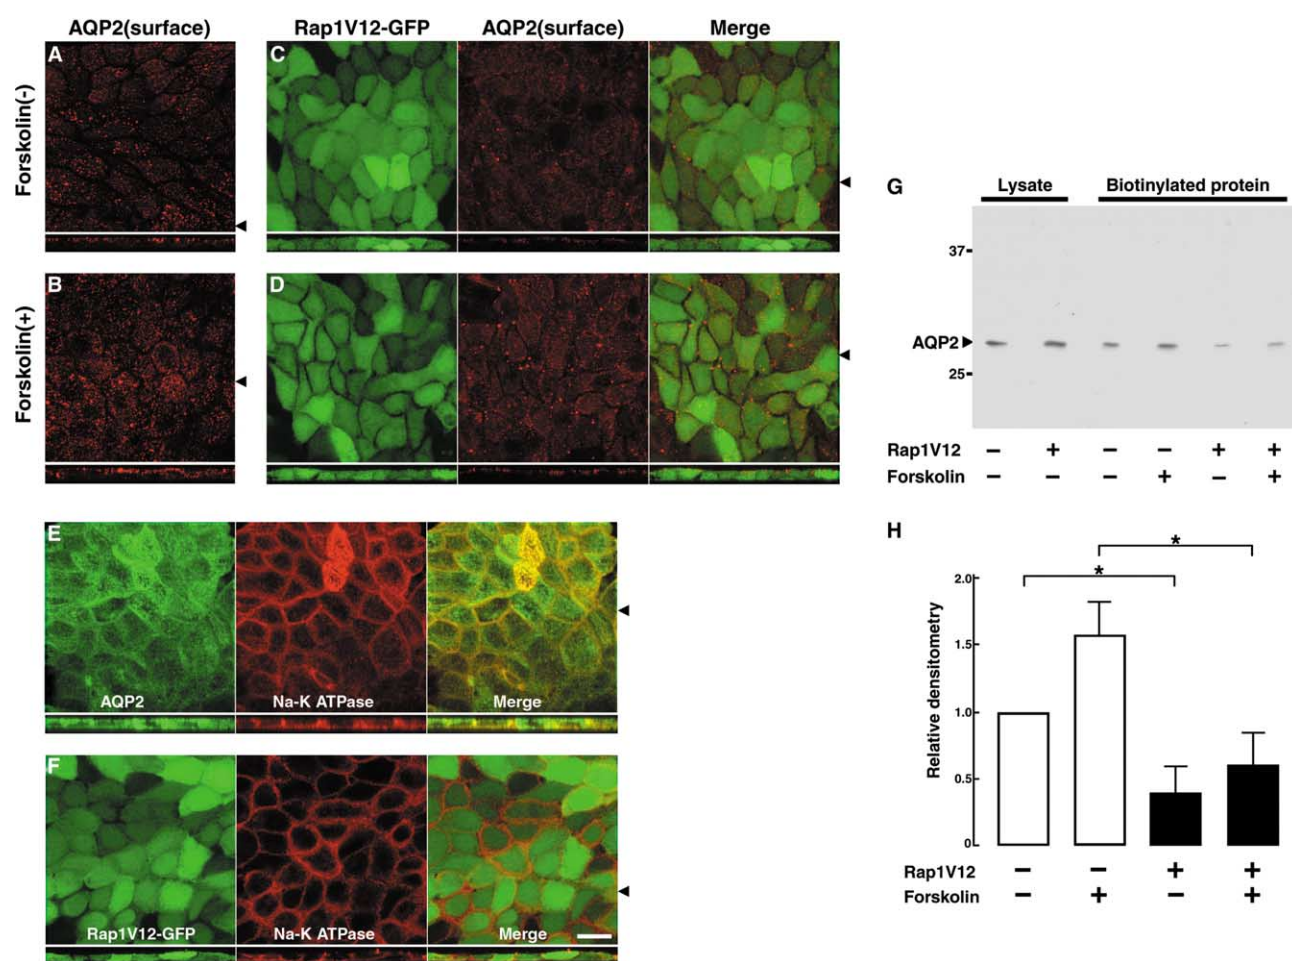 AQP2(surface)
Rap1V12-GFP AQP2(surface) Merge
Forskolin(-)
A
C
Forskolin(+)
B
D
E
AQP2 Na-K ATPase Merge
F
Rap1V12-GFP Na-K ATPase Merge
G
Lysate Biotinylated protein
37-
AQP2
25-
Rap1V12 – + – – + +
Forskolin – – – + – +
H
* 
*
2.0
1.5
1.0
0.5
0
Relative densitometry
Rap1V12 – – + +
Forskolin – + – +